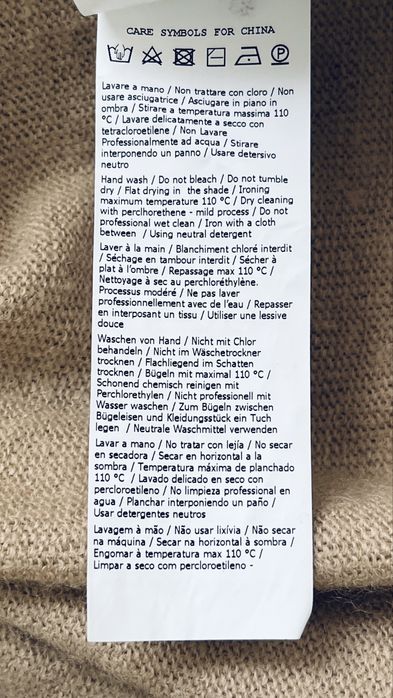 CARE SYMBOLS FOR CHINA
Lavare a mano / Non trattare con cloro / Non
usare asciugatrice / Asciugare in piano in
ombra / Stirare a temperatura massima 110
°C / Lavare delicatamente a secco con
tetracloroetilene / Non Lavare
Professionalmente ad acqua / Stirare
interponendo un panno / Usare detersivo
neutro
Hand wash / Do not bleach / Do not tumble
dry / Flat drying in the shade / Ironing
maximum temperature 110 °C / Dry cleaning
with perclhorethene - mild process / Do not
professional wet clean / Iron with a cloth
between / Using neutral detergent
Laver à la main / Blanchiment chloré interdit
/ Séchage en tambour interdit / Sécher à
plat à l'ombre / Repassage max 110 °C /
Nettoyage à sec au perchloréthylène.
Processus modéré / Ne pas laver
professionnellement avec de l'eau / Repasser
en interposant un tissu / Utiliser une lessive
douce
Waschen von Hand / Nicht mit Chlor
behandeln / Nicht im Wäschetrockner
trocknen / Flachliegend im Schatten
trocknen / Bügeln mit maximal 110 °C /
Schonend chemisch reinigen mit
Perchlorethylen / Nicht professionell mit
Wasser waschen / Zum Bügeln zwischen
Bügeleisen und Kleidungsstück ein Tuch
legen / Neutrale Waschmittel verwenden
Lavar a mano / No tratar con lejía / No secar
en secadora / Secar en horizontal a la
sombra / Temperatura máxima de planchado
110 °C / Lavado delicado en seco con
percloroetileno / No limpieza professional en
agua / Planchar interponiendo un paño /
Usar detergentes neutros
Lavagem à mão / Não usar lixívia / Não secar
na máquina / Secar na horizontal à sombra /
Engomar à temperatura max 110 °C /
Limpar a seco com percloroetileno -